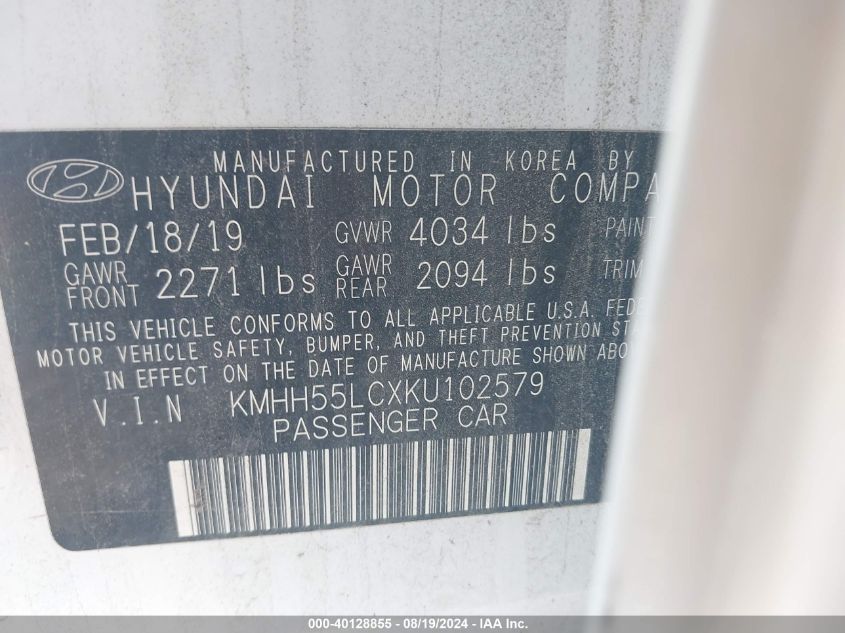 MANUFACTURED IN KOREA BY
HYUNDAI MOTOR COMPA
FEB/18/19 GVWR 4034 lbs PAINT
GAWR FRONT 2271 lbs GAWR REAR 2094 lbs TRIM
THIS VEHICLE CONFORMS TO ALL APPLICABLE U.S.A. FEDE
MOTOR VEHICLE SAFETY, BUMPER, AND THEFT PREVENTION STA
IN EFFECT ON THE DATE OF MANUFACTURE SHOWN ABO
V.I.N KMHH55LCXKU102579
PASSENGER CAR
000-40128855 - 08/19/2024 - IAA Inc.